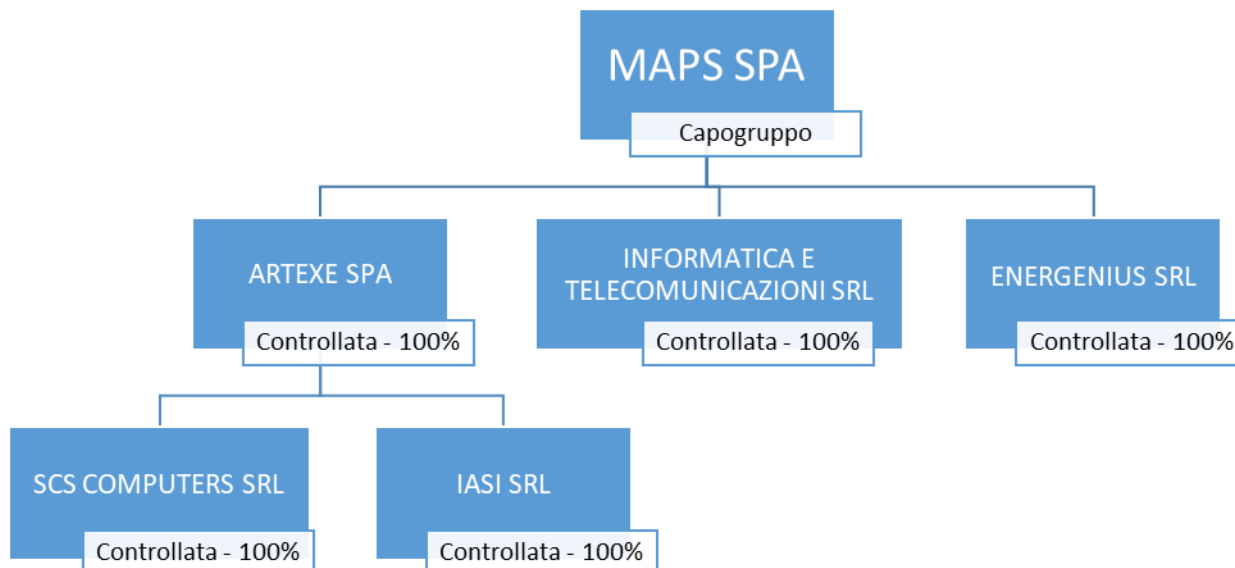 MAPS SPA
Capogruppo
ARTEXE SPA
Controllata - 100%
INFORMATICA E
TELECOMUNICAZIONI SRL
Controllata - 100%
ENERGENIUS SRL
Controllata - 100%
SCS COMPUTERS SRL
Controllata - 100%
IASI SRL
Controllata - 100%